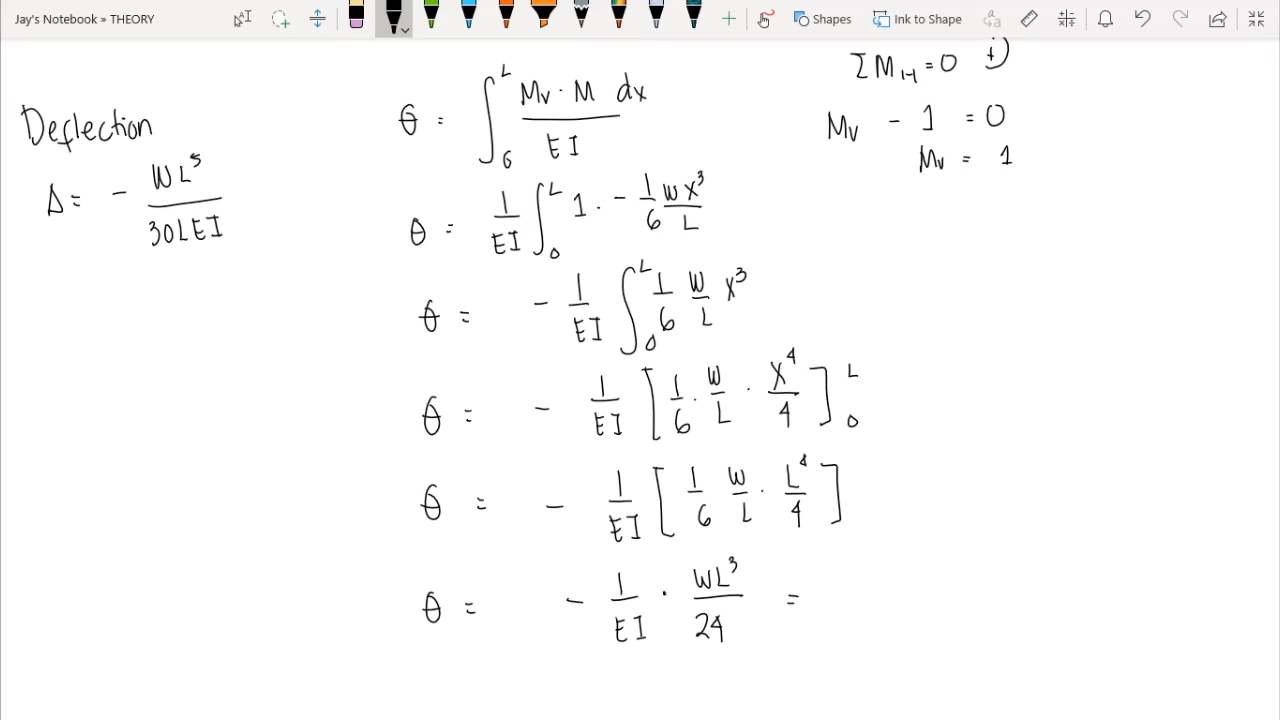 Jay's Notebook » THEORY
Shapes
Ink to Shape
Deflection
Δ = - WL⁵ / 30LEI
θ = ∫₀ᴸ Mv · M dx / EI
θ = 1/EI ∫₀ᴸ 1 · - 1/6 wx³/L
θ = - 1/EI ∫₀ᴸ 1/6 w/L x³
θ = - 1/EI [ 1/6 · w/L · x⁴/4 ]₀ᴸ
θ = - 1/EI [ 1/6 w/L · L⁴/4 ]
θ = - 1/EI · WL³/24 =
ΣM_H = 0 +)
Mv - 1 = 0
Mv = 1